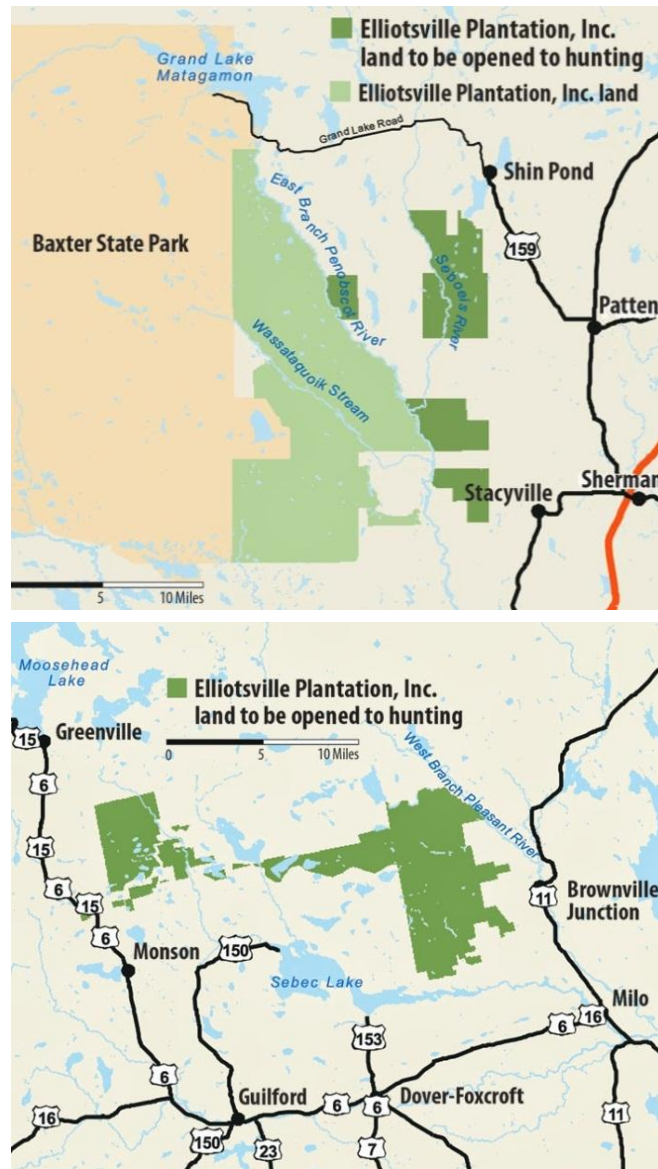 Grand Lake
Matagamon
Elliotsville Plantation, Inc.
land to be opened to hunting
Elliotsville Plantation, Inc. land
Grand Lake Road
Shin Pond
East Branch Penobscot River
Seboeis River
Baxter State Park
159
Patten
Wassataquoik Stream
Stacyville
Sherman
5
10 Miles
Moosehead
Lake
Elliotsville Plantation, Inc.
land to be opened to hunting
15
Greenville
0
5
10 Miles
West Branch Pleasant River
6
15
6
15
6
11
Brownville
Junction
Monson
150
Sebec Lake
Milo
16
6
153
6
Guilford
6
6
Dover-Foxcroft
16
11
150
23
7